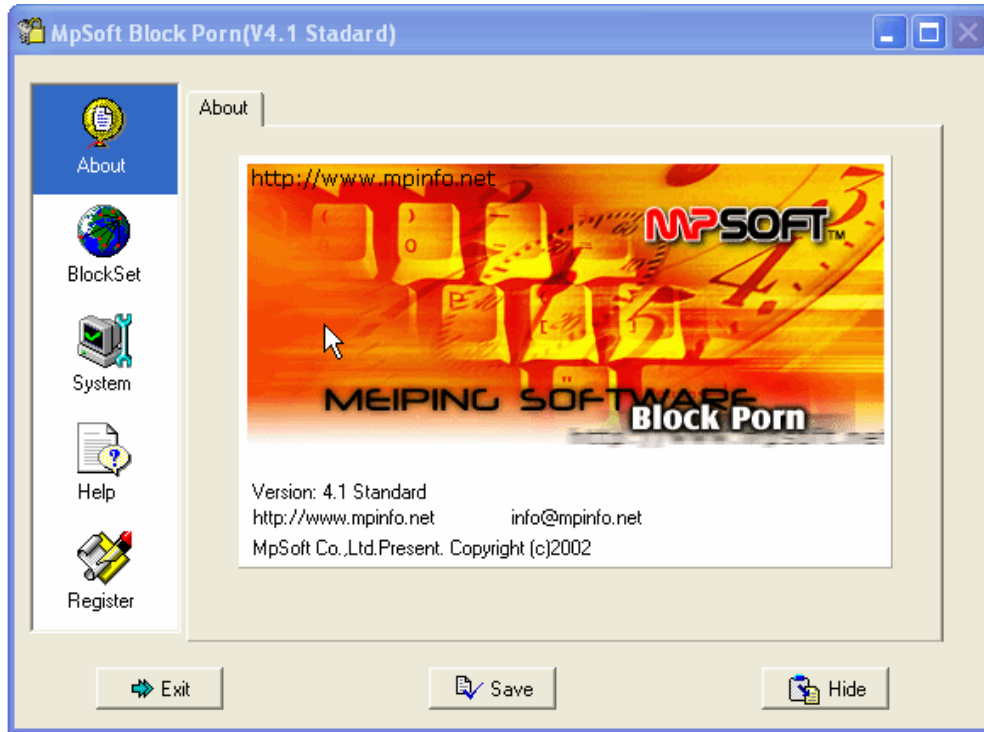 MpSoft Block Porn(V4.1 Stadard)
About
About
BlockSet
System
Help
Register
http://www.mpinfo.net
MPSOFT TM
MEIPING SOFTWARE
Block Porn
Version: 4.1 Standard
http://www.mpinfo.net info@mpinfo.net
MpSoft Co.,Ltd.Present. Copyright (c)2002
Exit
Save
Hide